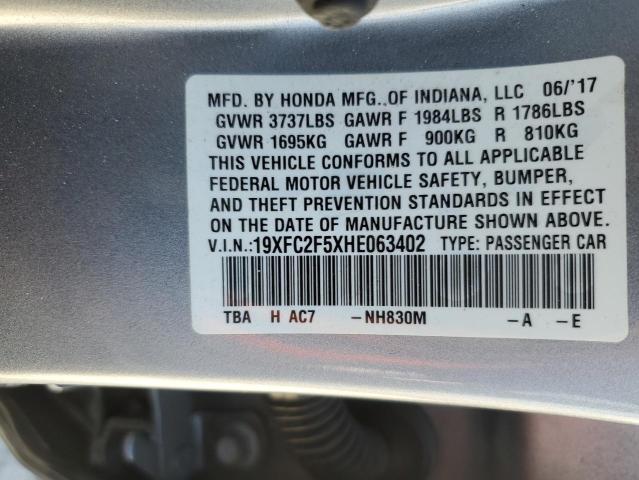 MFD. BY HONDA MFG.,OF INDIANA, LLC 06/'17
GVWR 3737LBS GAWR F 1984LBS R 1786LBS
GVWR 1695KG GAWR F 900KG R 810KG
THIS VEHICLE CONFORMS TO ALL APPLICABLE
FEDERAL MOTOR VEHICLE SAFETY, BUMPER,
AND THEFT PREVENTION STANDARDS IN EFFECT
ON THE DATE OF MANUFACTURE SHOWN ABOVE.
V.I.N.:19XFC2F5XHE063402 TYPE: PASSENGER CAR
TBA H AC7 -NH830M -A -E